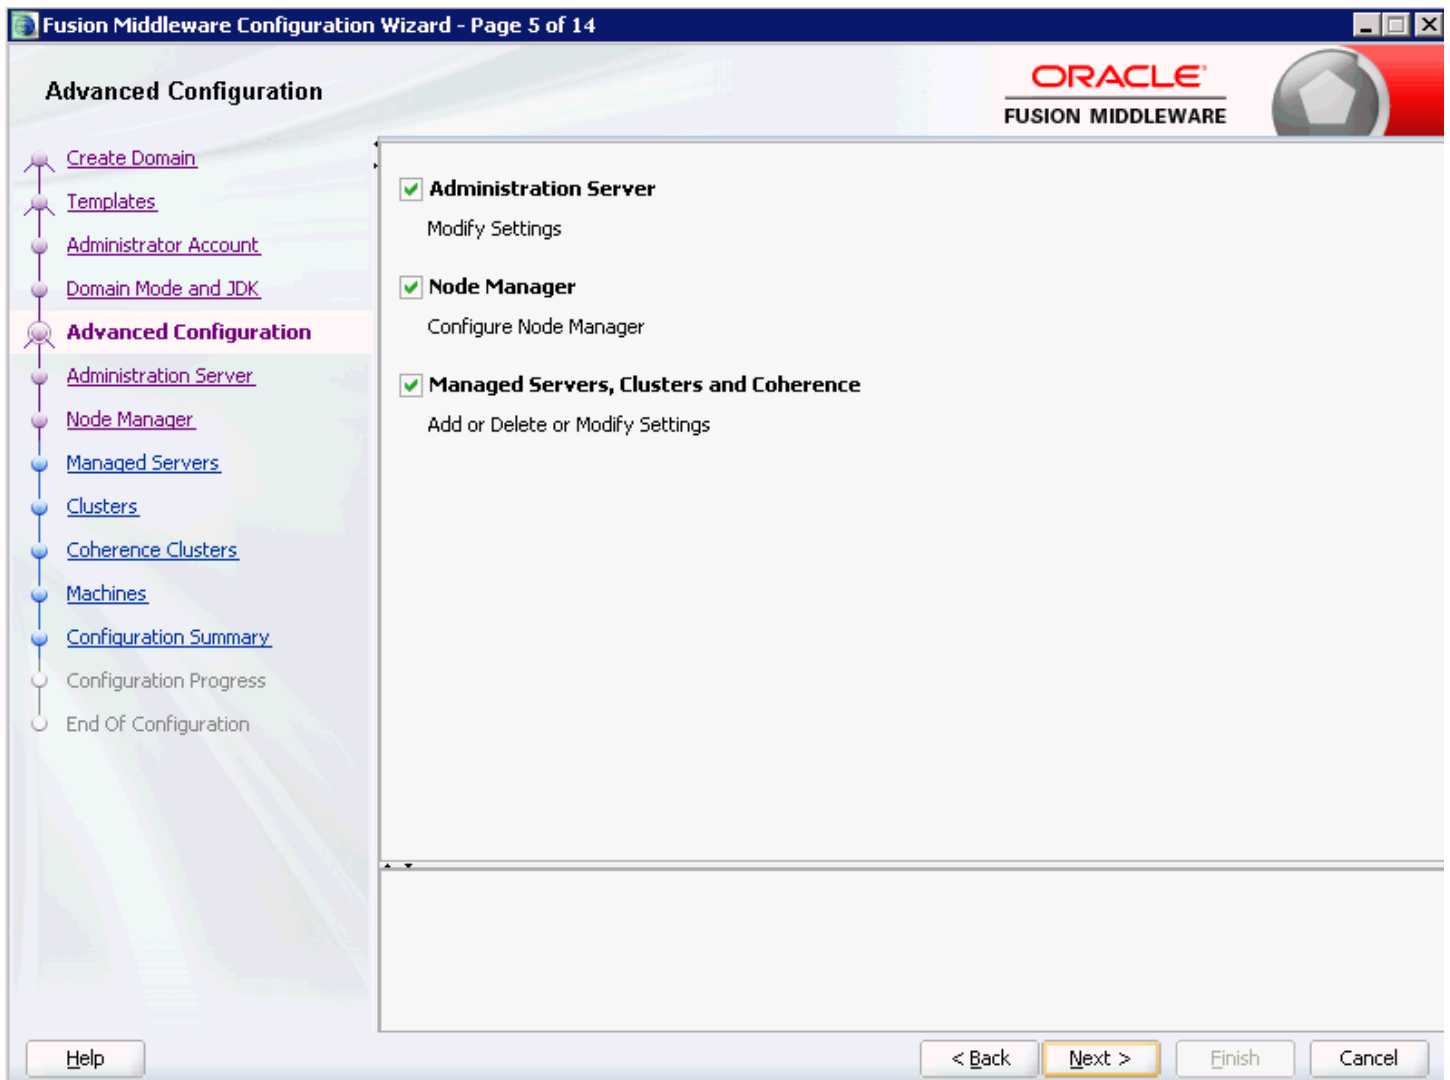 Fusion Middleware Configuration Wizard - Page 5 of 14
Advanced Configuration
ORACLE
FUSION MIDDLEWARE
Create Domain
Templates
Administrator Account
Domain Mode and JDK
Advanced Configuration
Administration Server
Node Manager
Managed Servers
Clusters
Coherence Clusters
Machines
Configuration Summary
Configuration Progress
End Of Configuration
Administration Server
Modify Settings
Node Manager
Configure Node Manager
Managed Servers, Clusters and Coherence
Add or Delete or Modify Settings
Help
< Back
Next >
Finish
Cancel